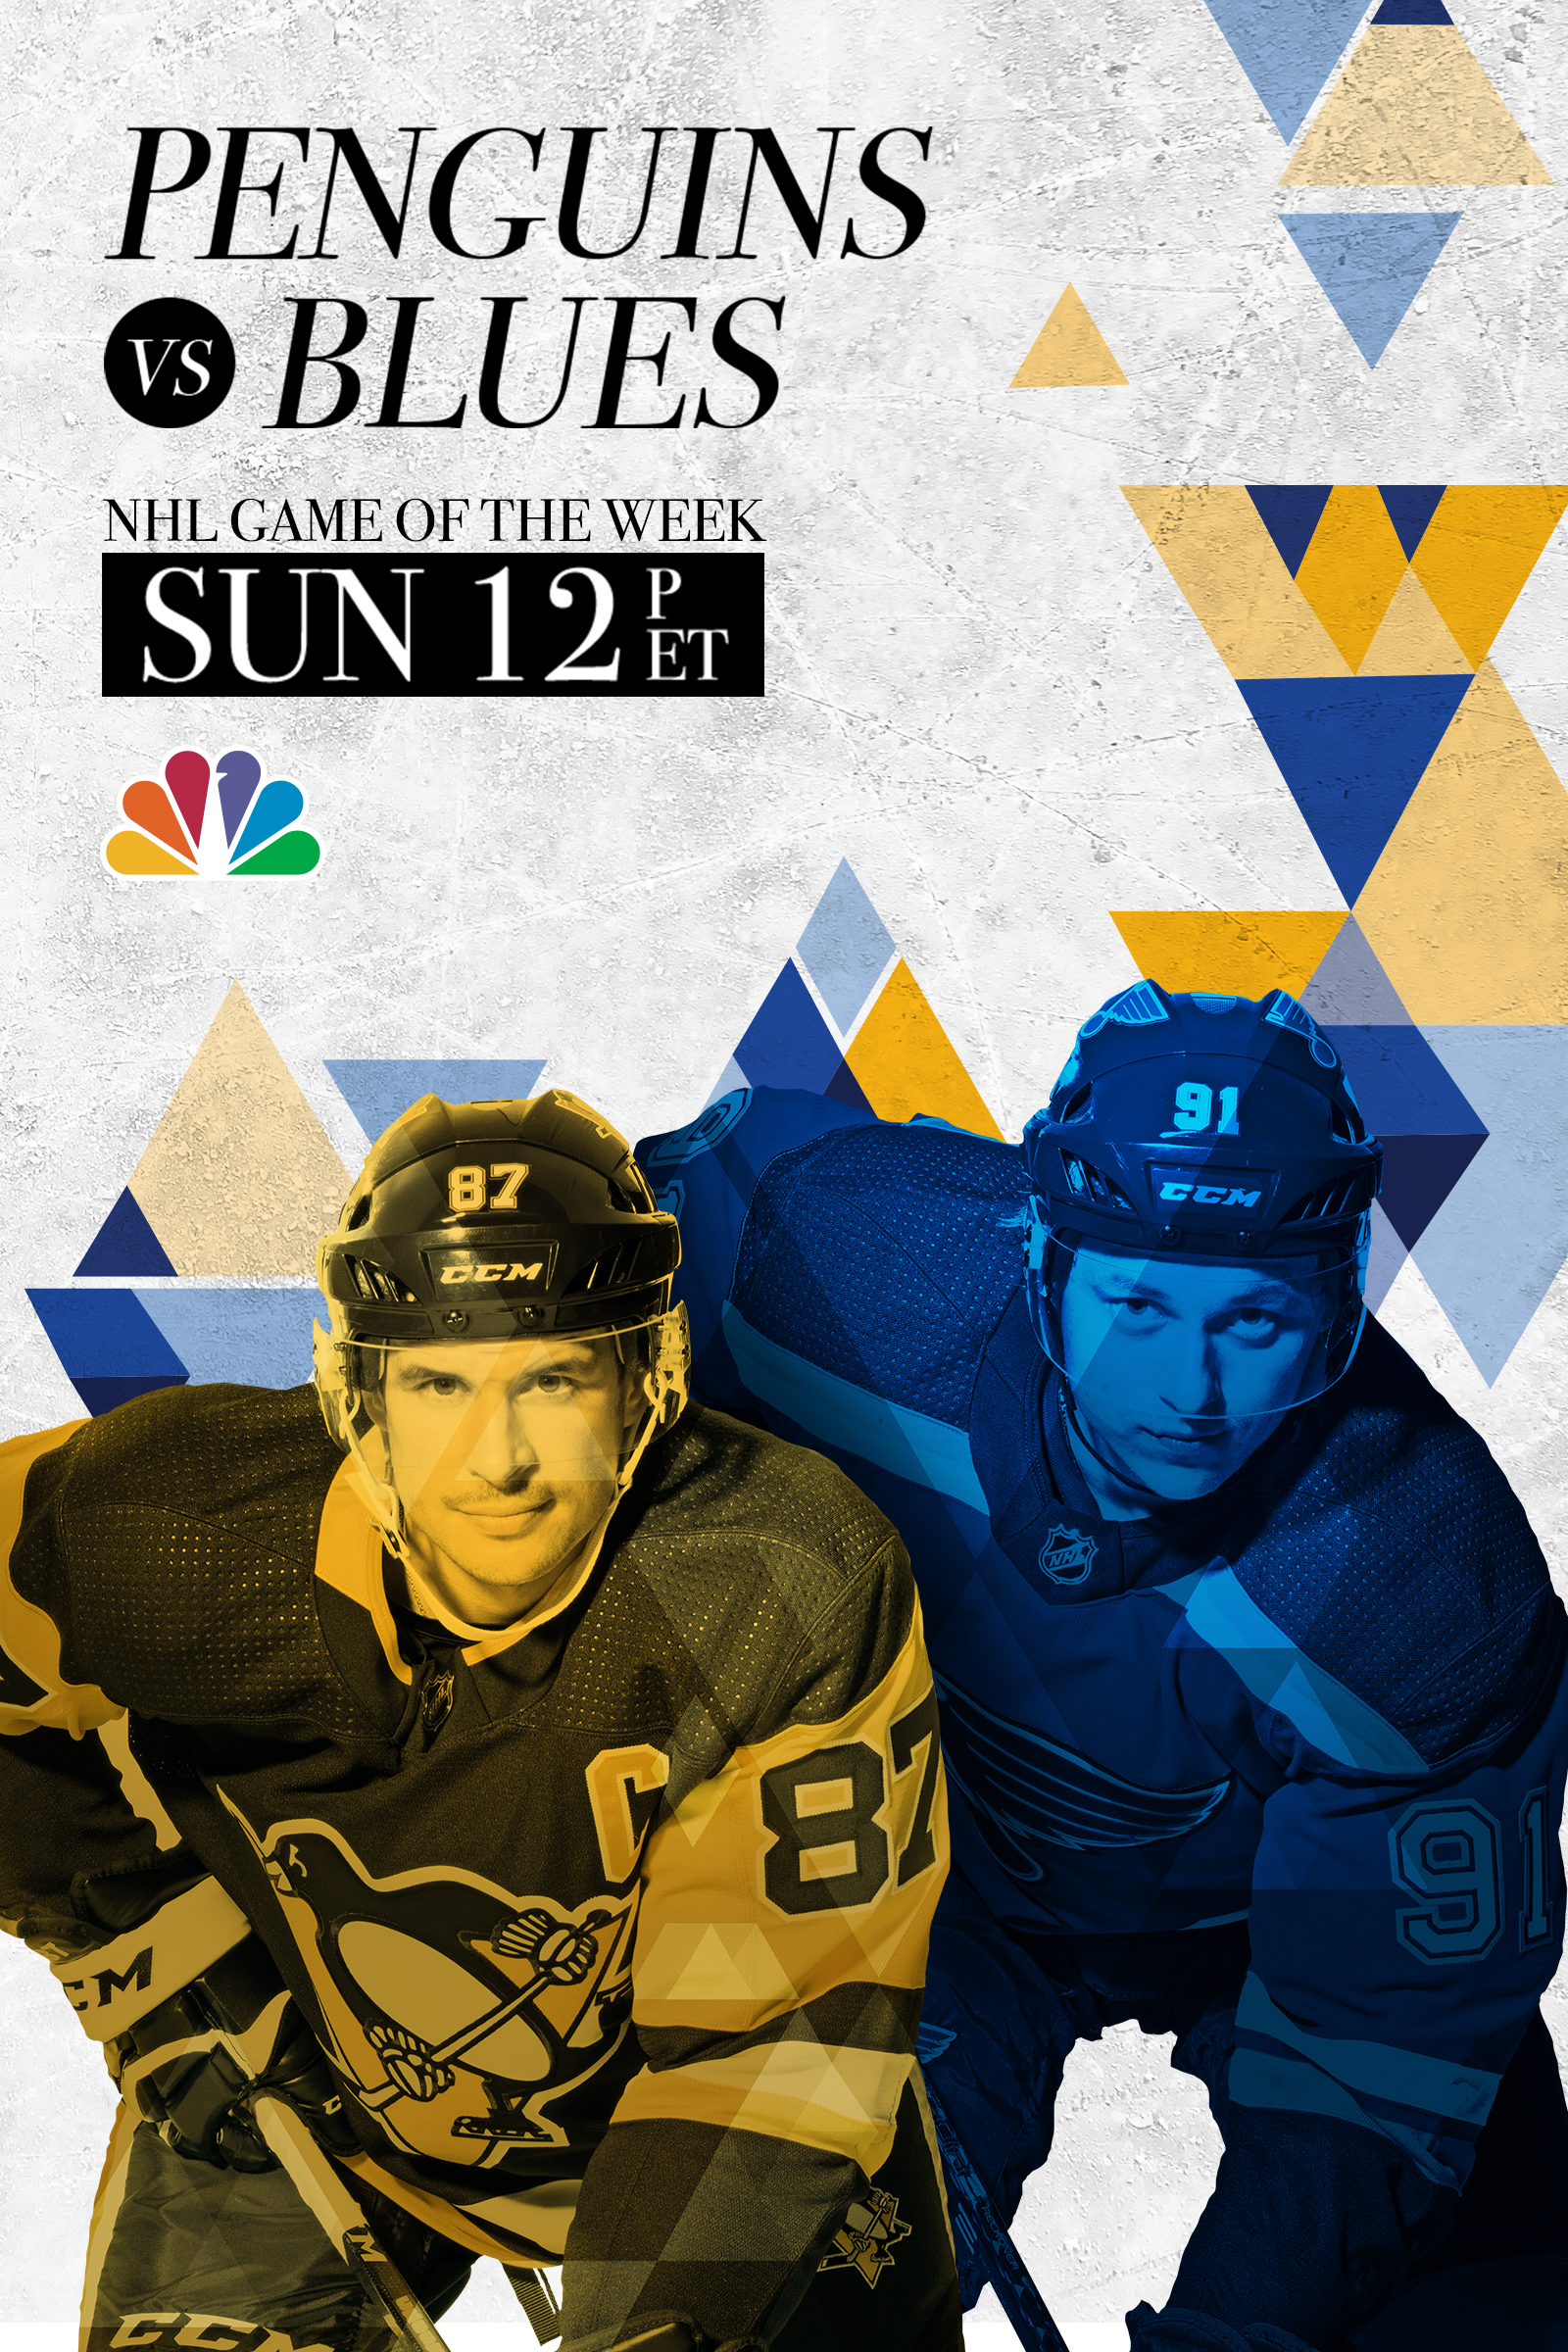 PENGUINS
VS BLUES
NHL GAME OF THE WEEK
SUN 12 P ET
91
87
CCM
CCM
NHL
C
87
91
CCM
CCM